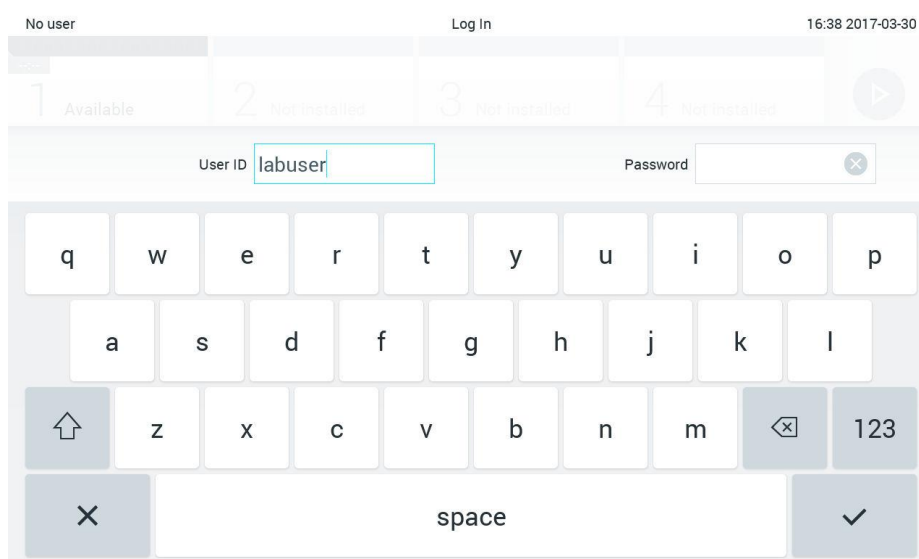 No user Log In 16:38 2017-03-30
1 Available 2 Not installed 3 Not installed 4 Not installed
User ID labuser Password
q w e r t y u i o p
a s d f g h j k l
z x c v b n m 123
space